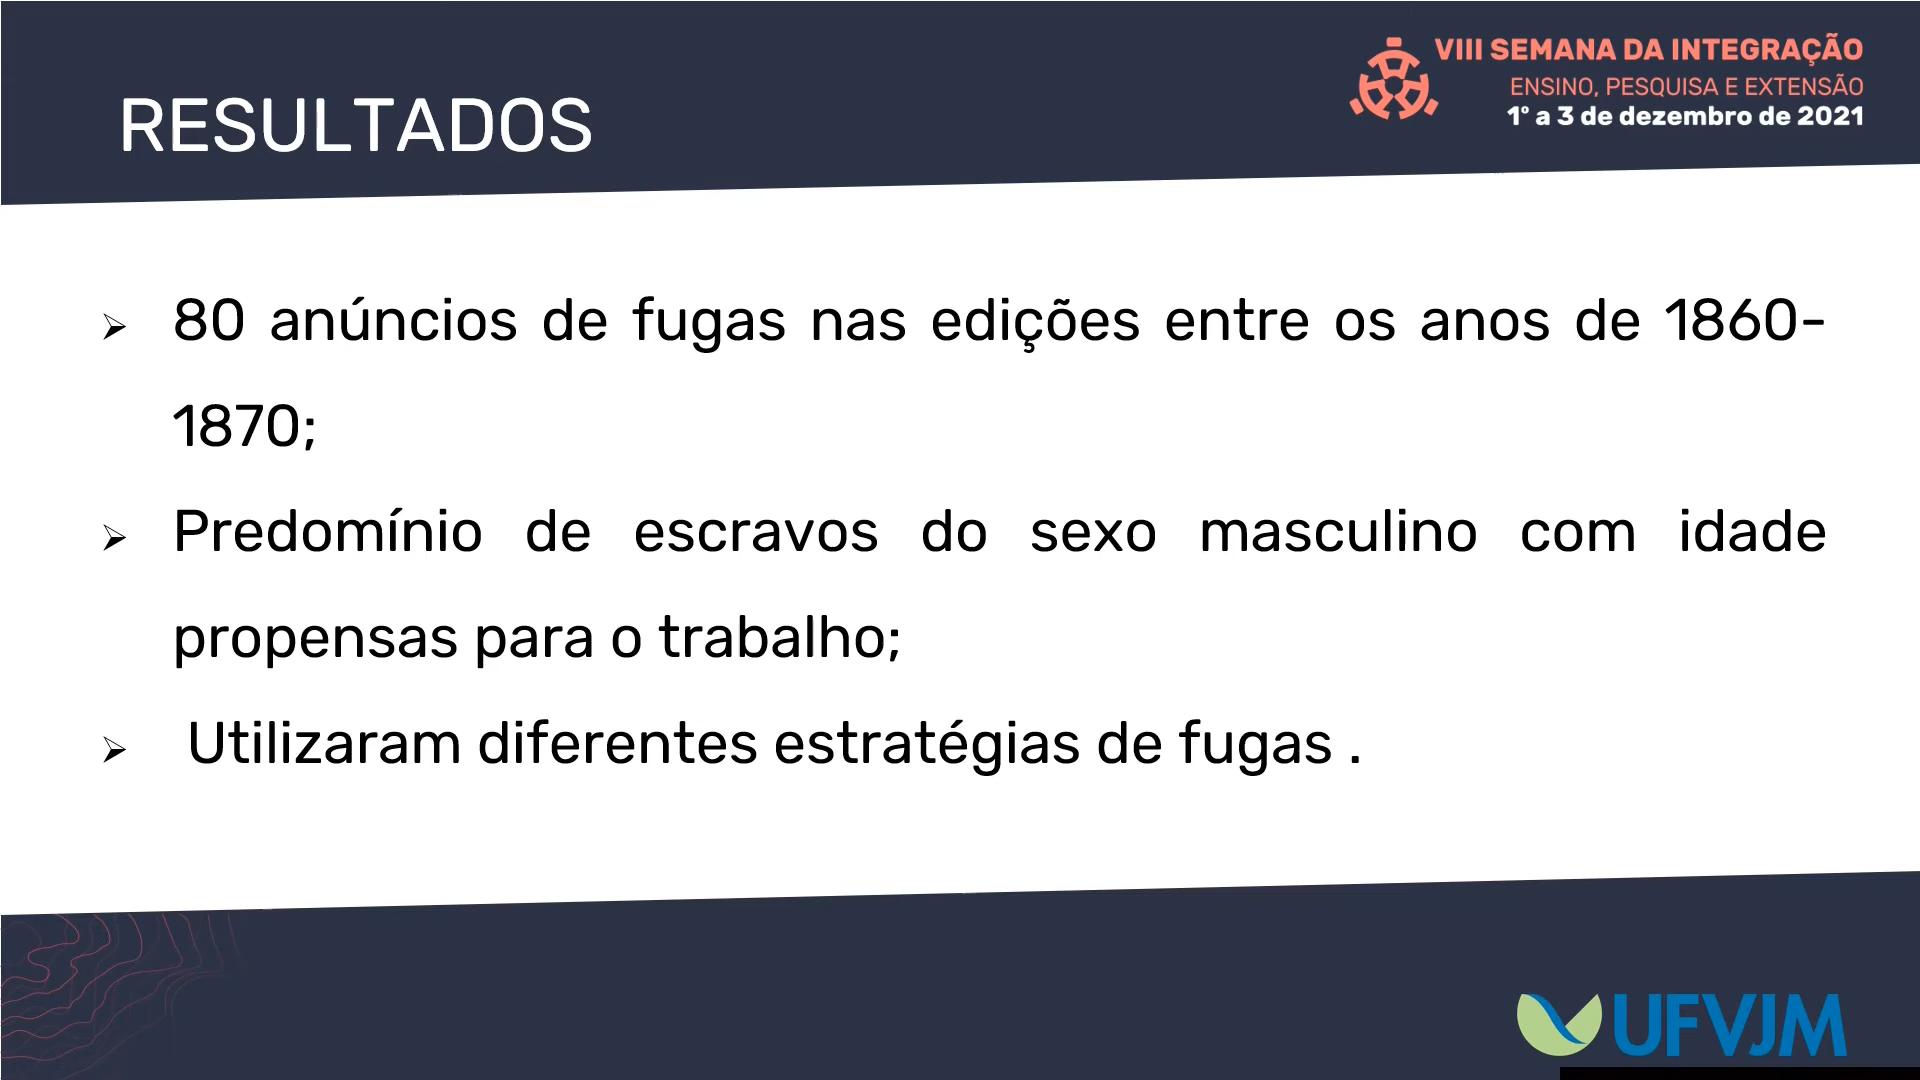 VIII SEMANA DA INTEGRAÇÃO
ENSINO, PESQUISA E EXTENSÃO
1º a 3 de dezembro de 2021
RESULTADOS
80 anúncios de fugas nas edições entre os anos de 1860-
1870;
Predomínio de escravos do sexo masculino com idade
propensas para o trabalho;
Utilizaram diferentes estratégias de fugas .
UFVJM